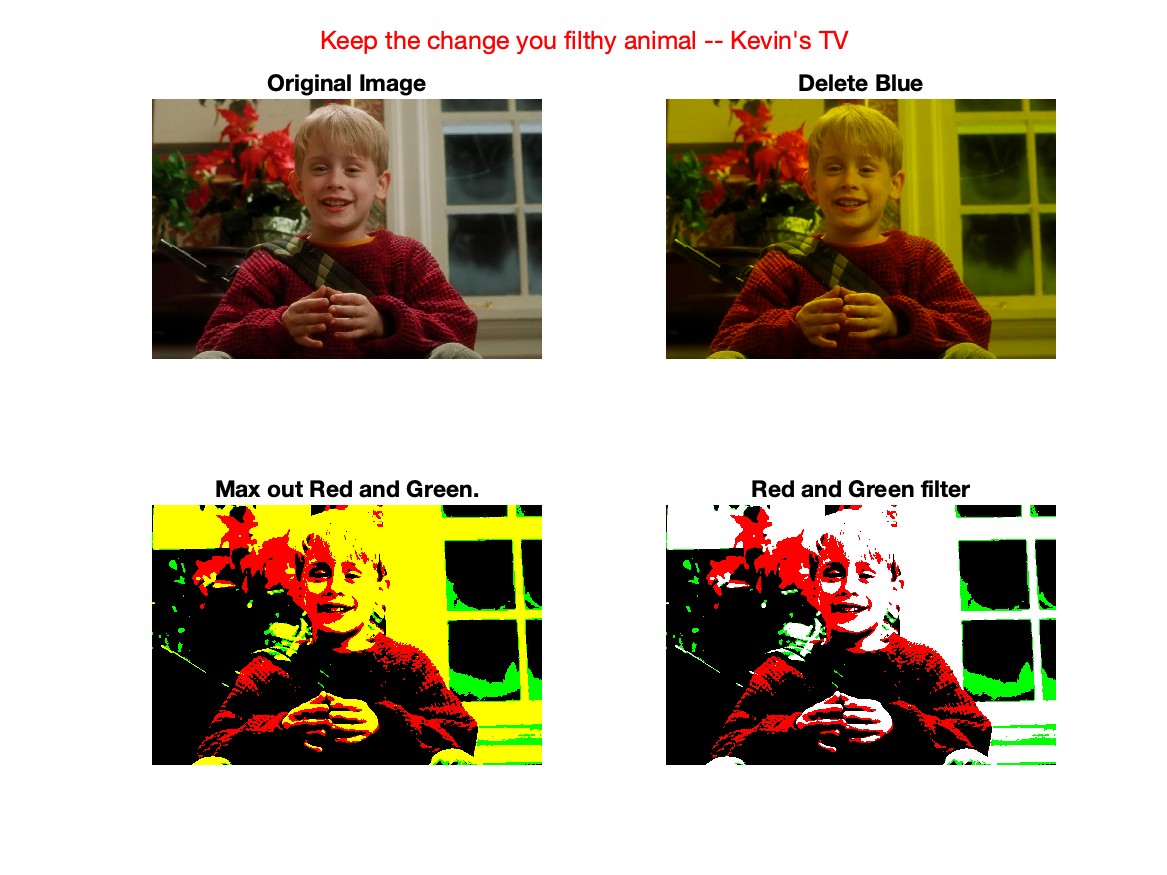 Keep the change you filthy animal -- Kevin's TV
Original Image
Delete Blue
Max out Red and Green.
Red and Green filter